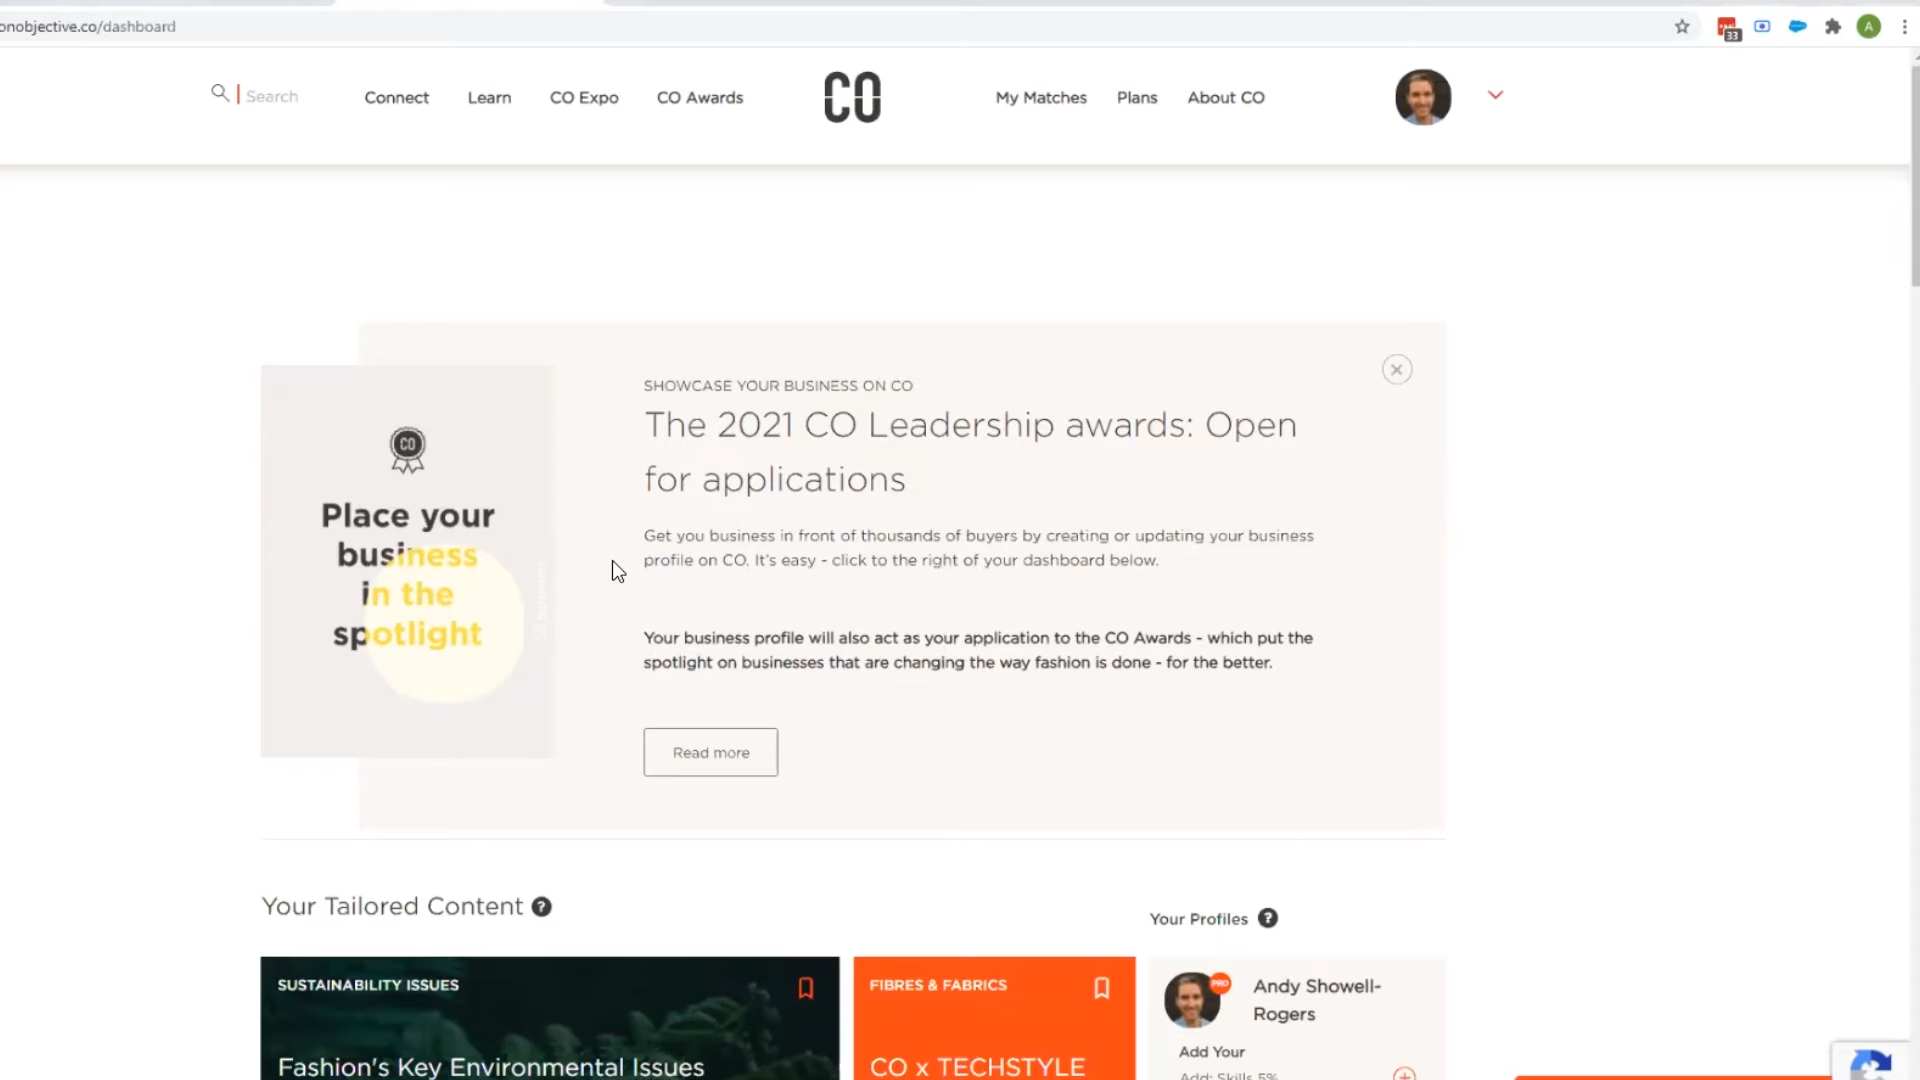 onobjective.co/dashboard
33
A
Search
Connect
Learn
CO Expo
CO Awards
CO
My Matches
Plans
About CO
CO
Place your
business
in the
spotlight
SHOWCASE YOUR BUSINESS ON CO
The 2021 CO Leadership awards: Open
for applications
Get you business in front of thousands of buyers by creating or updating your business
profile on CO. It's easy - click to the right of your dashboard below.
Your business profile will also act as your application to the CO Awards - which put the
spotlight on businesses that are changing the way fashion is done - for the better.
Read more
Your Tailored Content ?
Your Profiles ?
SUSTAINABILITY ISSUES
Fashion's Key Environmental Issues
FIBRES & FABRICS
CO x TECHSTYLE
PRO
Andy Showell-
Rogers
Add Your
Add: Skills 5%